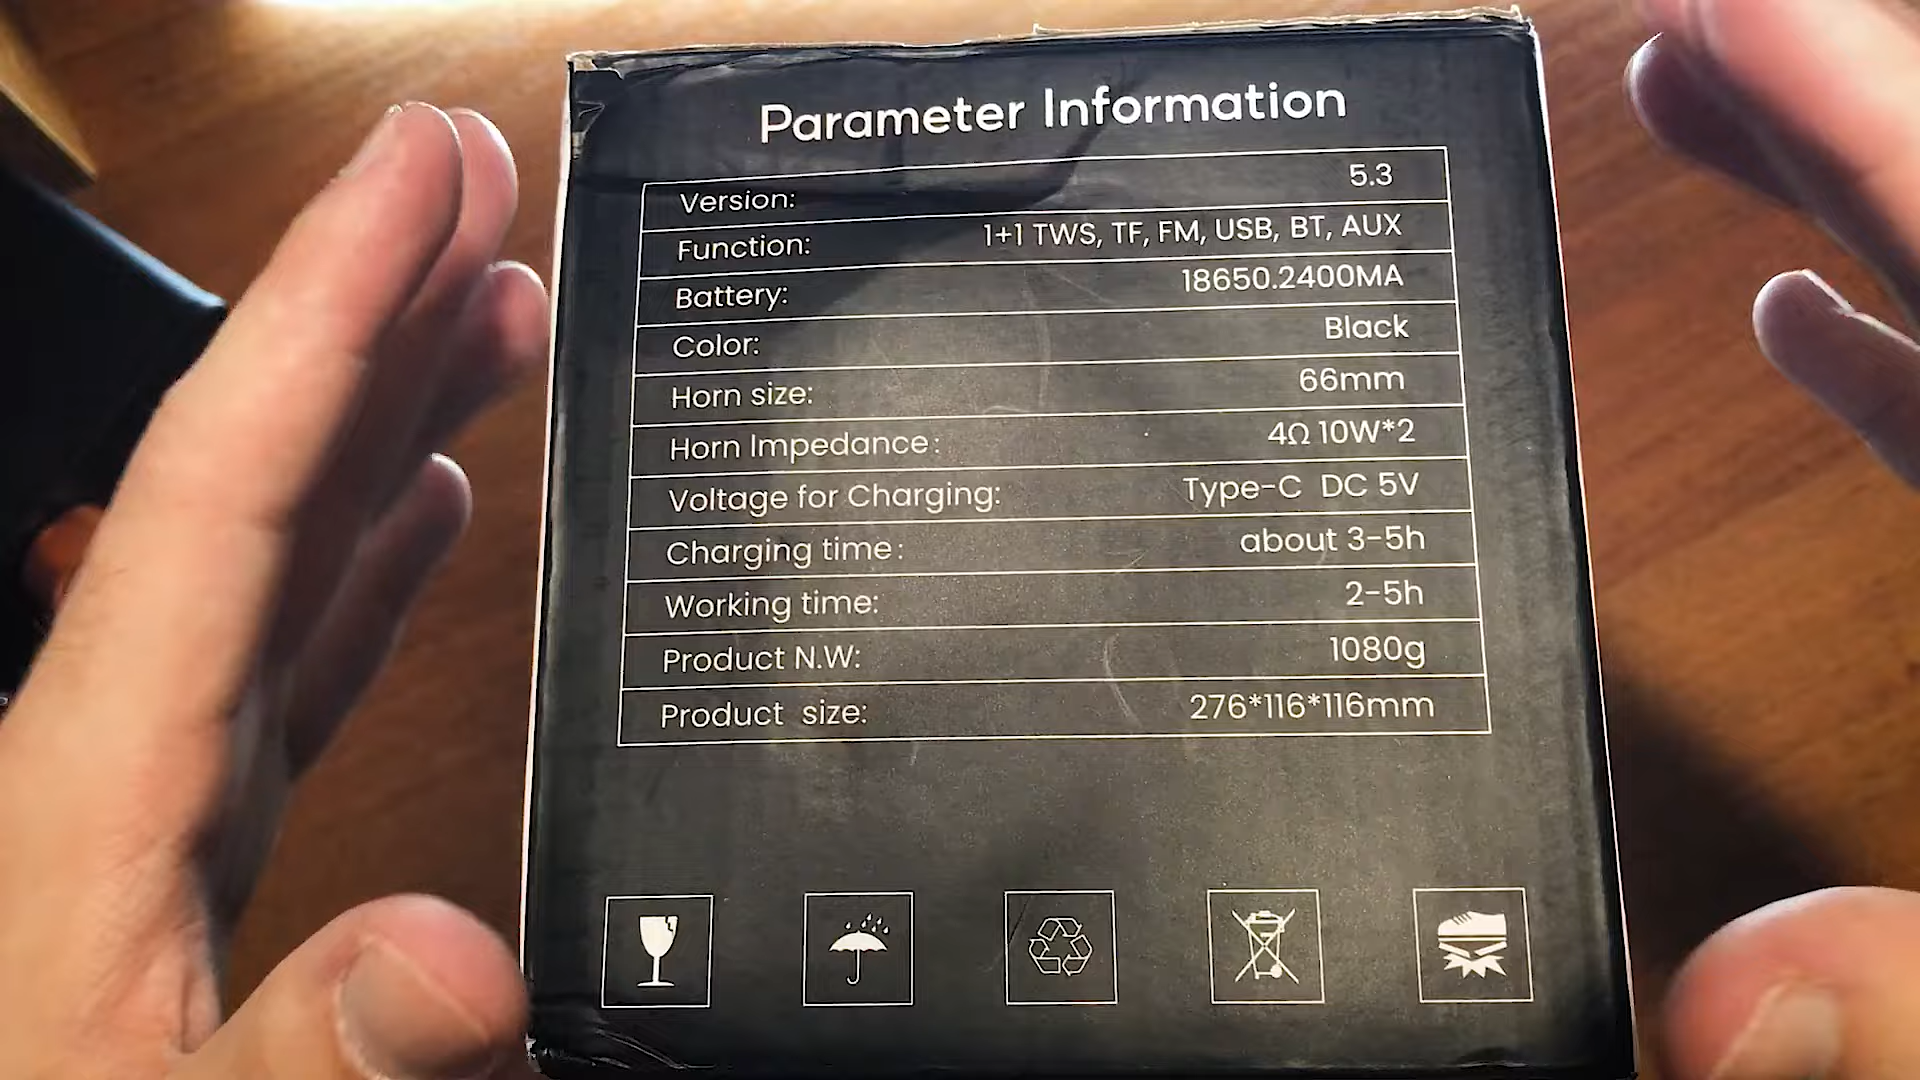 Parameter Information
Version: 5.3
Function: 1+1 TWS, TF, FM, USB, BT, AUX
Battery: 18650.2400MA
Color: Black
Horn size: 66mm
Horn Impedance: 4Ω 10W*2
Voltage for Charging: Type-C DC 5V
Charging time: about 3-5h
Working time: 2-5h
Product N.W: 1080g
Product size: 276*116*116mm